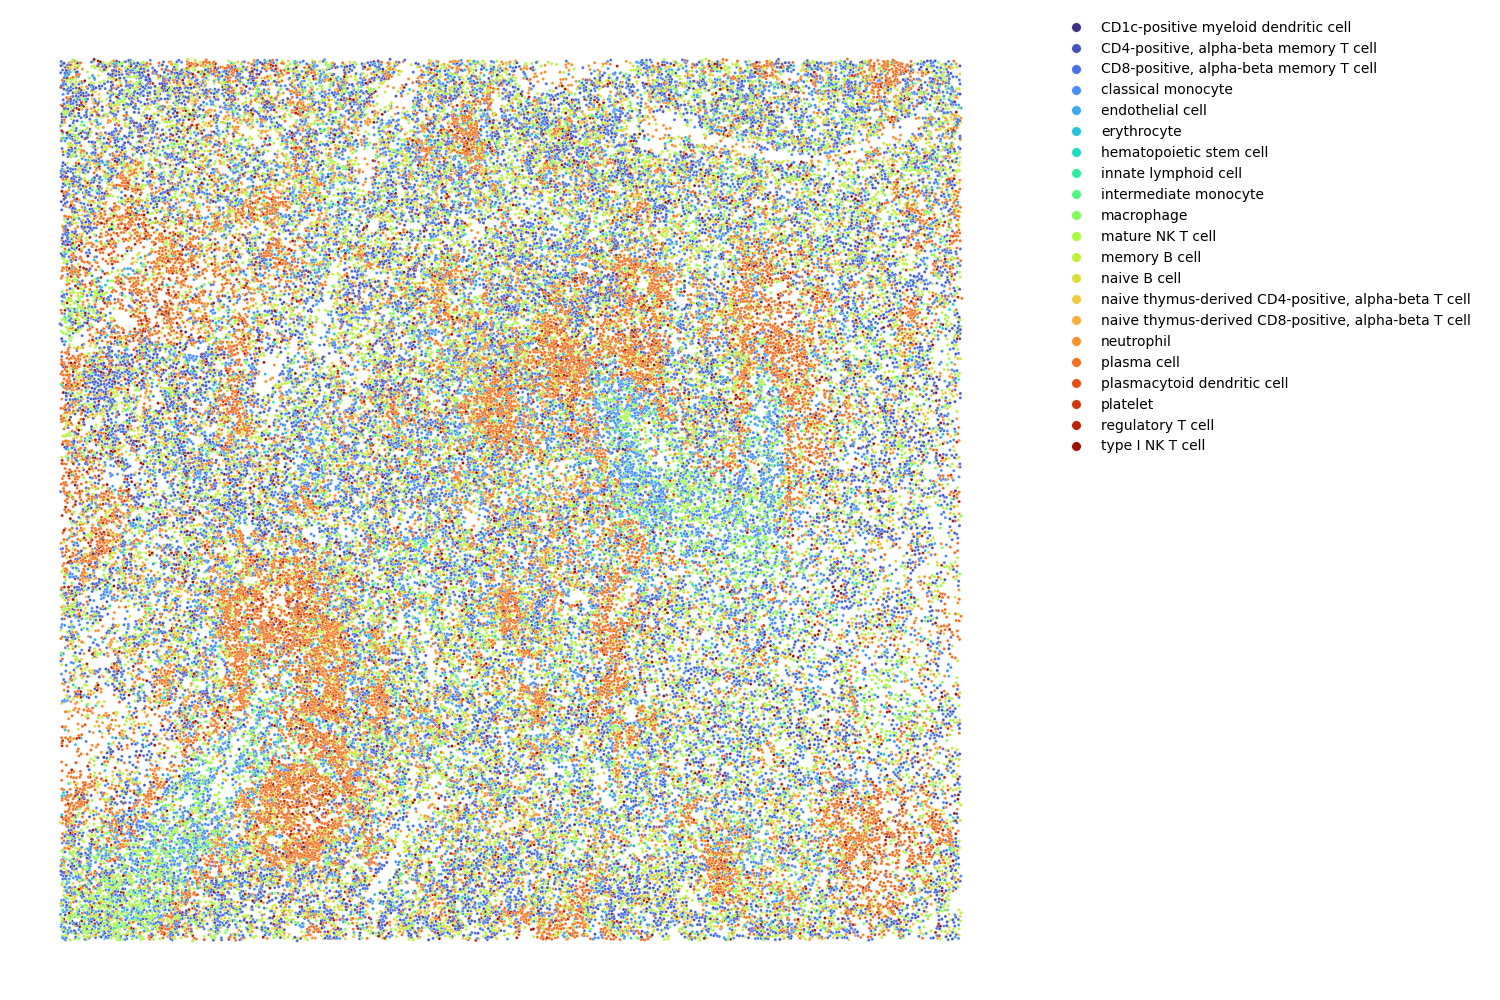 CD1c-positive myeloid dendritic cell
CD4-positive, alpha-beta memory T cell
CD8-positive, alpha-beta memory T cell
classical monocyte
endothelial cell
erythrocyte
hematopoietic stem cell
innate lymphoid cell
intermediate monocyte
macrophage
mature NK T cell
memory B cell
naive B cell
naive thymus-derived CD4-positive, alpha-beta T cell
naive thymus-derived CD8-positive, alpha-beta T cell
neutrophil
plasma cell
plasmacytoid dendritic cell
platelet
regulatory T cell
type I NK T cell